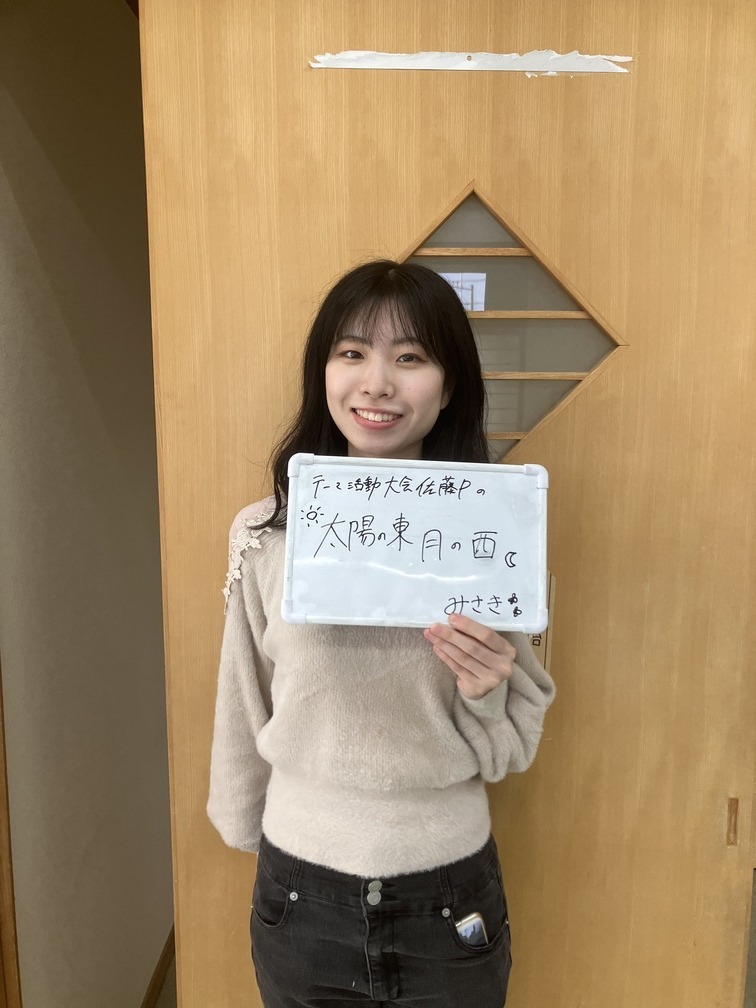 テーマ活動大会佐藤Pの
太陽の東月の西
みさき